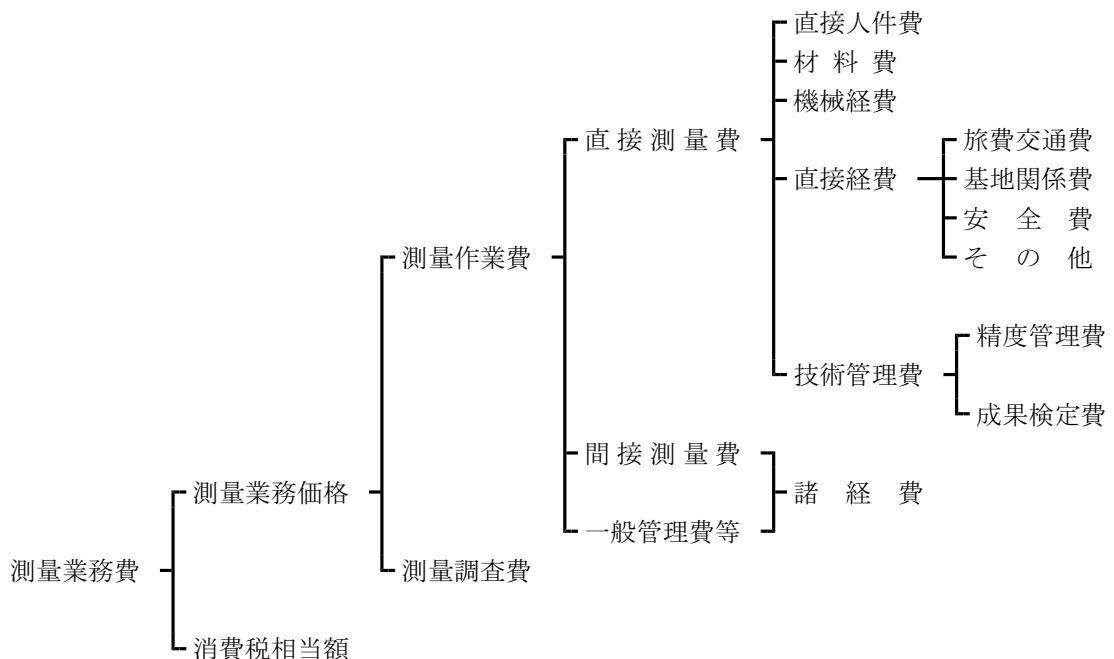 直接人件費
材 料 費
機械経費
直 接 測 量 費
旅費交通費
直接経費
基地関係費
安 全 費
測量作業費
そ の 他
精度管理費
技術管理費
成果検定費
間 接 測 量 費
測量業務価格
諸 経 費
一般管理費等
測量業務費
測量調査費
消費税相当額